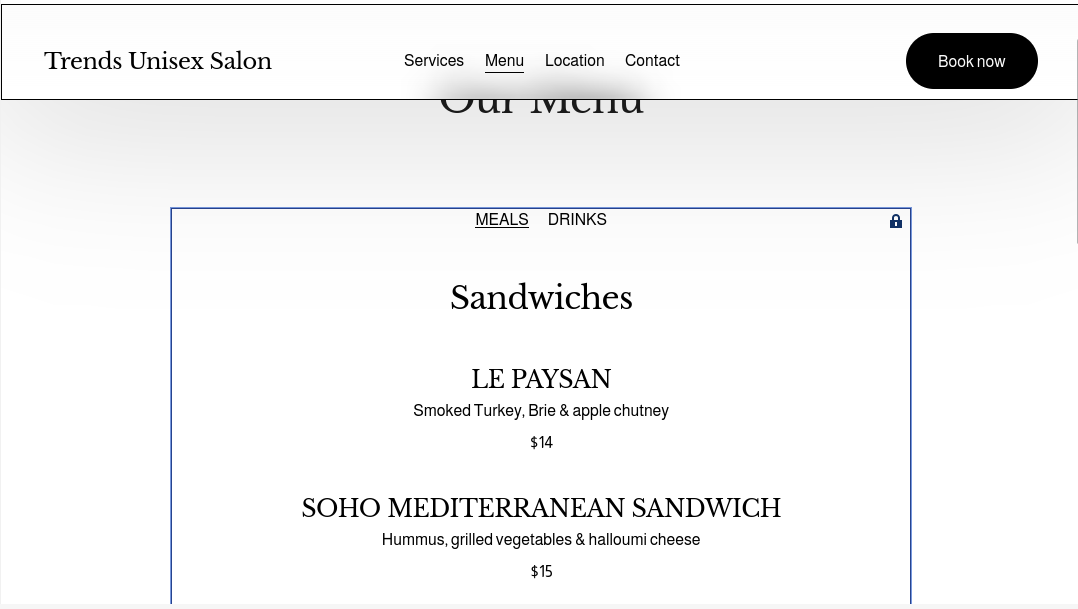 Trends Unisex Salon
Services Menu Location Contact
Book now
Our Menu
MEALS DRINKS
Sandwiches
LE PAYSAN
Smoked Turkey, Brie & apple chutney
$14
SOHO MEDITERRANEAN SANDWICH
Hummus, grilled vegetables & halloumi cheese
$15